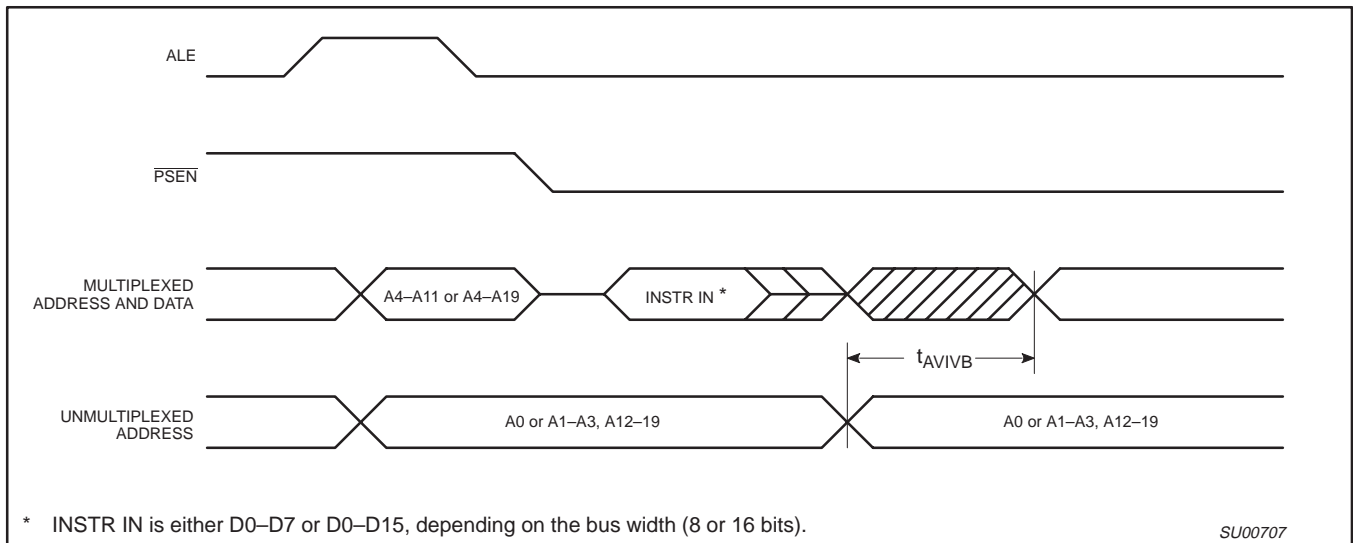 ALE
PSEN
MULTIPLEXED
ADDRESS AND DATA
A4–A11 or A4–A19
INSTR IN *
tAVIVB
UNMULTIPLEXED
ADDRESS
A0 or A1–A3, A12–19
A0 or A1–A3, A12–19
* INSTR IN is either D0–D7 or D0–D15, depending on the bus width (8 or 16 bits).
SU00707